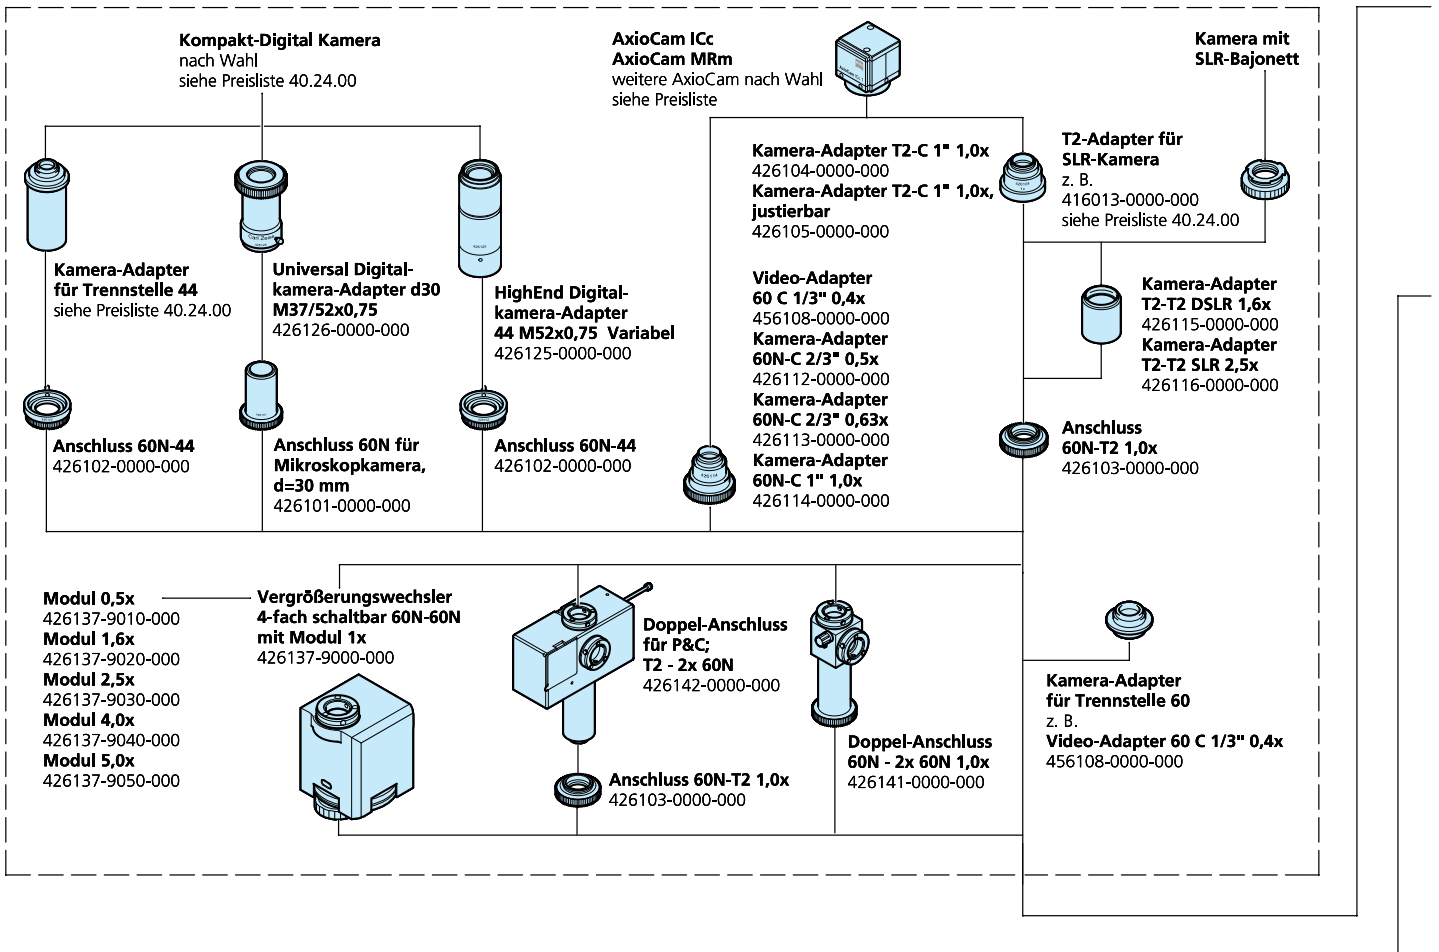 Kompakt-Digital Kamera
nach Wahl
siehe Preisliste 40.24.00
AxioCam ICc
AxioCam MRm
weitere AxioCam nach Wahl
siehe Preisliste
Kamera mit
SLR-Bajonett
Kamera-Adapter T2-C 1" 1,0x
426104-0000-000
Kamera-Adapter T2-C 1" 1,0x,
justierbar
426105-0000-000
T2-Adapter für
SLR-Kamera
z. B.
416013-0000-000
siehe Preisliste 40.24.00
Kamera-Adapter
für Trennstelle 44
siehe Preisliste 40.24.00
Universal Digital-
kamera-Adapter d30
M37/52x0,75
426126-0000-000
HighEnd Digital-
kamera-Adapter
44 M52x0,75 Variabel
426125-0000-000
Video-Adapter
60 C 1/3" 0,4x
456108-0000-000
Kamera-Adapter
60N-C 2/3" 0,5x
426112-0000-000
Kamera-Adapter
60N-C 2/3" 0,63x
426113-0000-000
Kamera-Adapter
60N-C 1" 1,0x
426114-0000-000
Kamera-Adapter
T2-T2 DSLR 1,6x
426115-0000-000
Kamera-Adapter
T2-T2 SLR 2,5x
426116-0000-000
Anschluss 60N-44
426102-0000-000
Anschluss 60N für
Mikroskopkamera,
d=30 mm
426101-0000-000
Anschluss 60N-44
426102-0000-000
Anschluss
60N-T2 1,0x
426103-0000-000
Modul 0,5x
426137-9010-000
Modul 1,6x
426137-9020-000
Modul 2,5x
426137-9030-000
Modul 4,0x
426137-9040-000
Modul 5,0x
426137-9050-000
Vergrößerungswechsler
4-fach schaltbar 60N-60N
mit Modul 1x
426137-9000-000
Doppel-Anschluss
für P&C;
T2 - 2x 60N
426142-0000-000
Anschluss 60N-T2 1,0x
426103-0000-000
Doppel-Anschluss
60N - 2x 60N 1,0x
426141-0000-000
Kamera-Adapter
für Trennstelle 60
z. B.
Video-Adapter 60 C 1/3" 0,4x
456108-0000-000